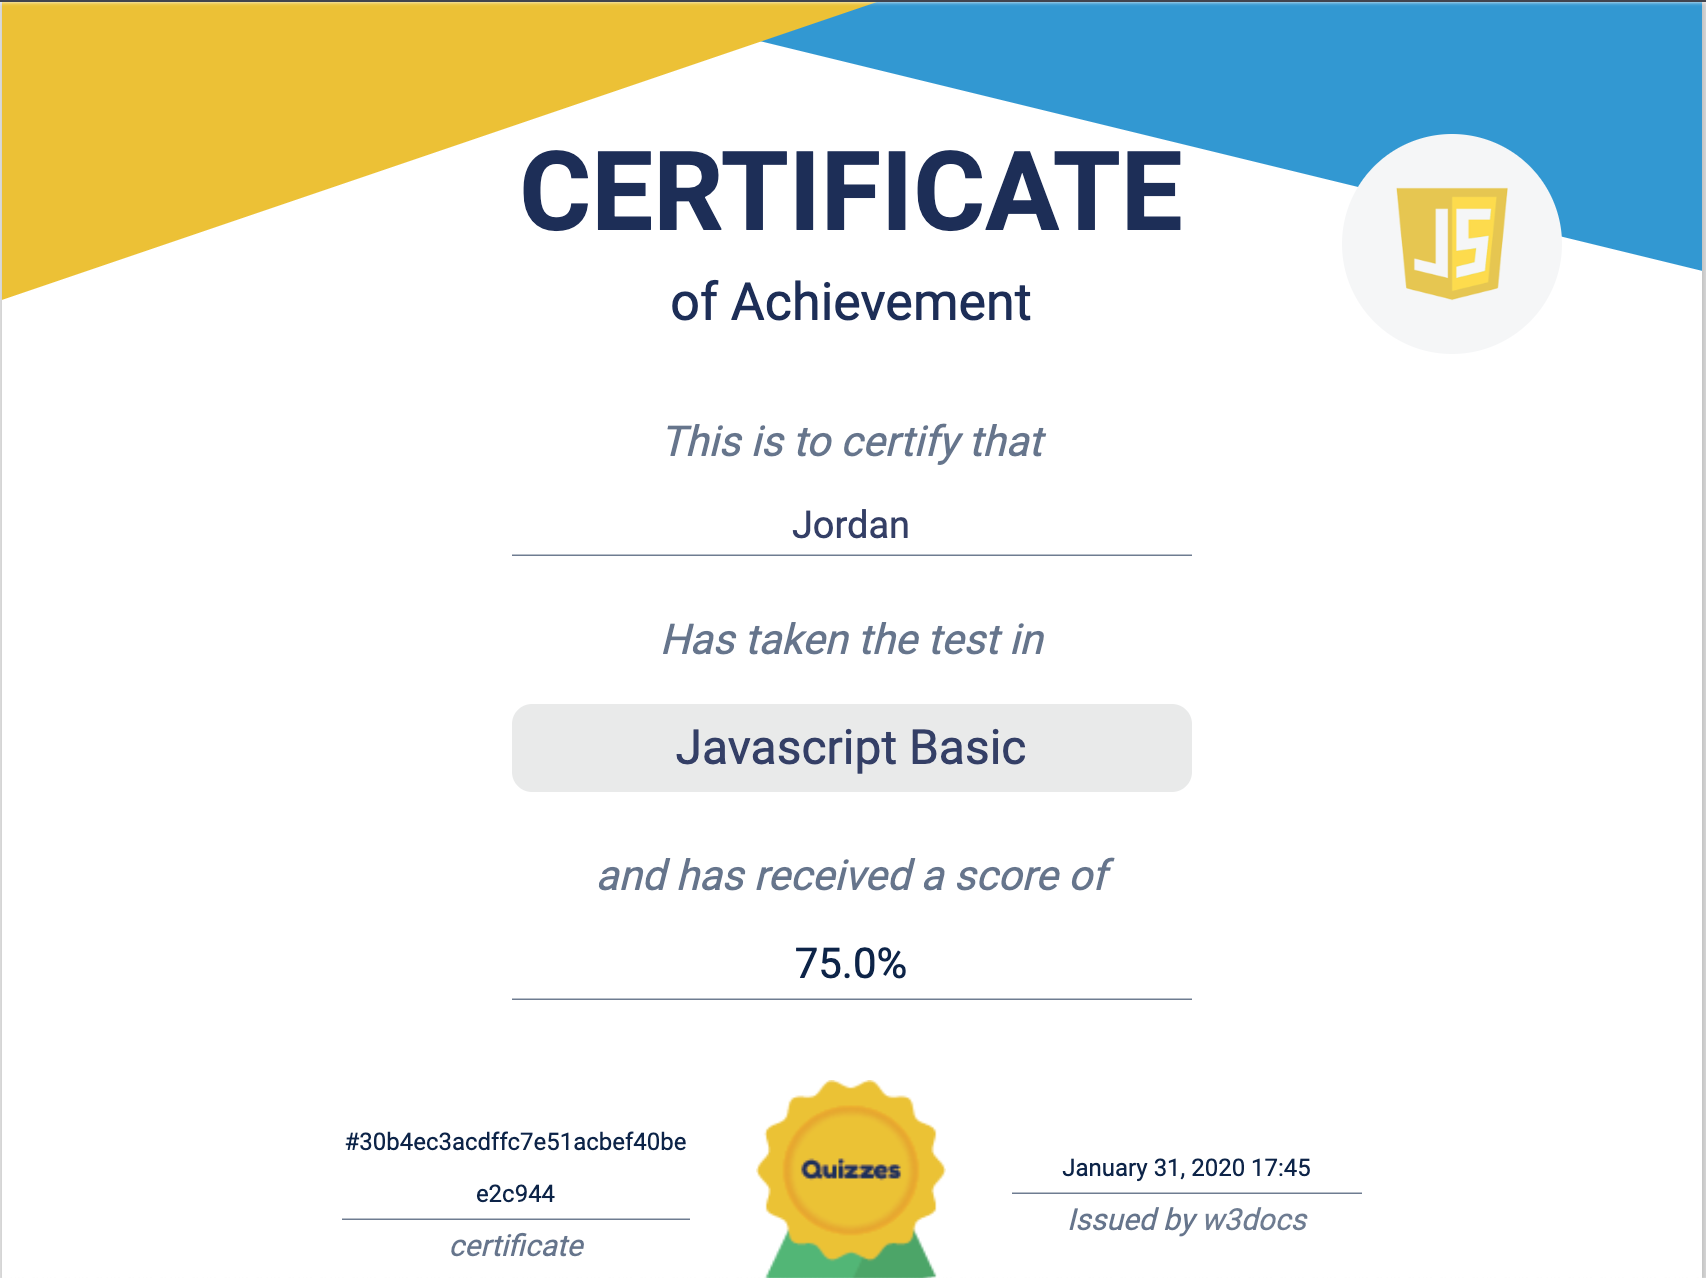 CERTIFICATE
of Achievement
JS
This is to certify that
Jordan
Has taken the test in
Javascript Basic
and has received a score of
75.0%
#30b4ec3acdffc7e51acbef40be
e2c944
certificate
Quizzes
January 31, 2020 17:45
Issued by w3docs